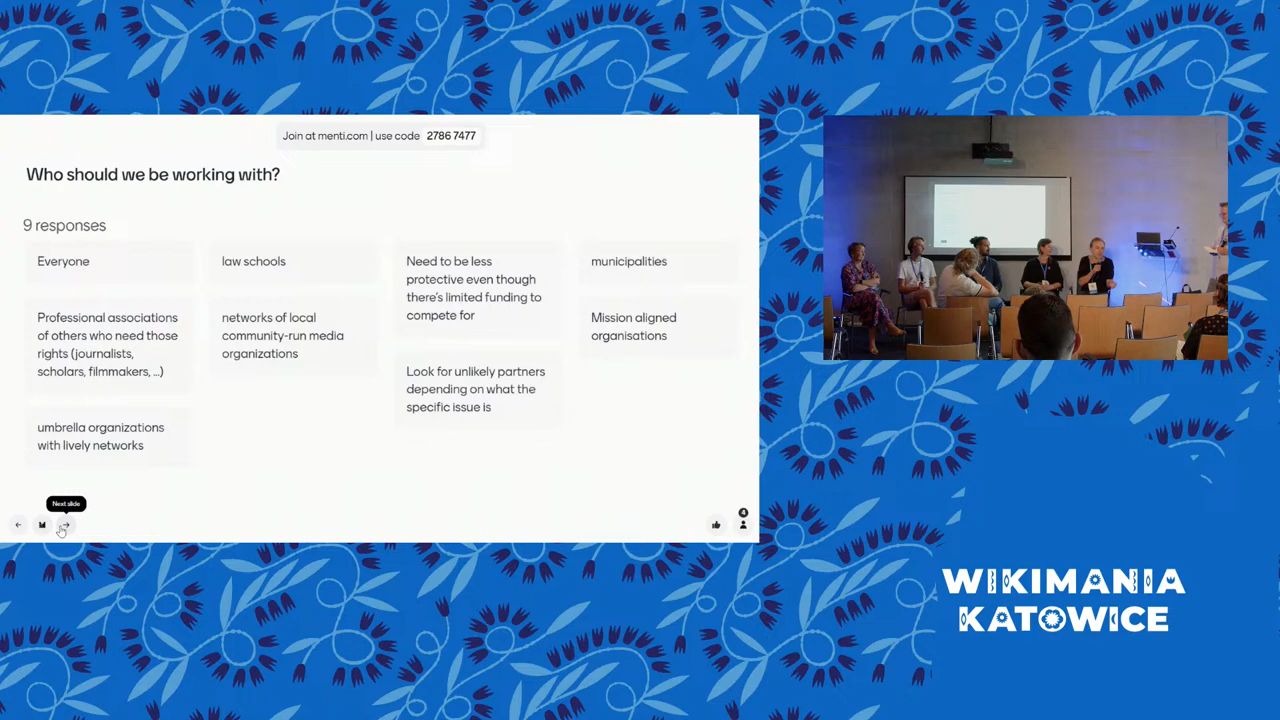 Join at menti.com | use code 2786 7477
Who should we be working with?
9 responses
Everyone
Professional associations
of others who need those
rights (journalists,
scholars, filmmakers, ...)
umbrella organizations
with lively networks
law schools
networks of local
community-run media
organizations
Need to be less
protective even though
there's limited funding to
compete for
Look for unlikely partners
depending on what the
specific issue is
municipalities
Mission aligned
organisations
Next slide
4
WIKIMANIA
KATOWICE